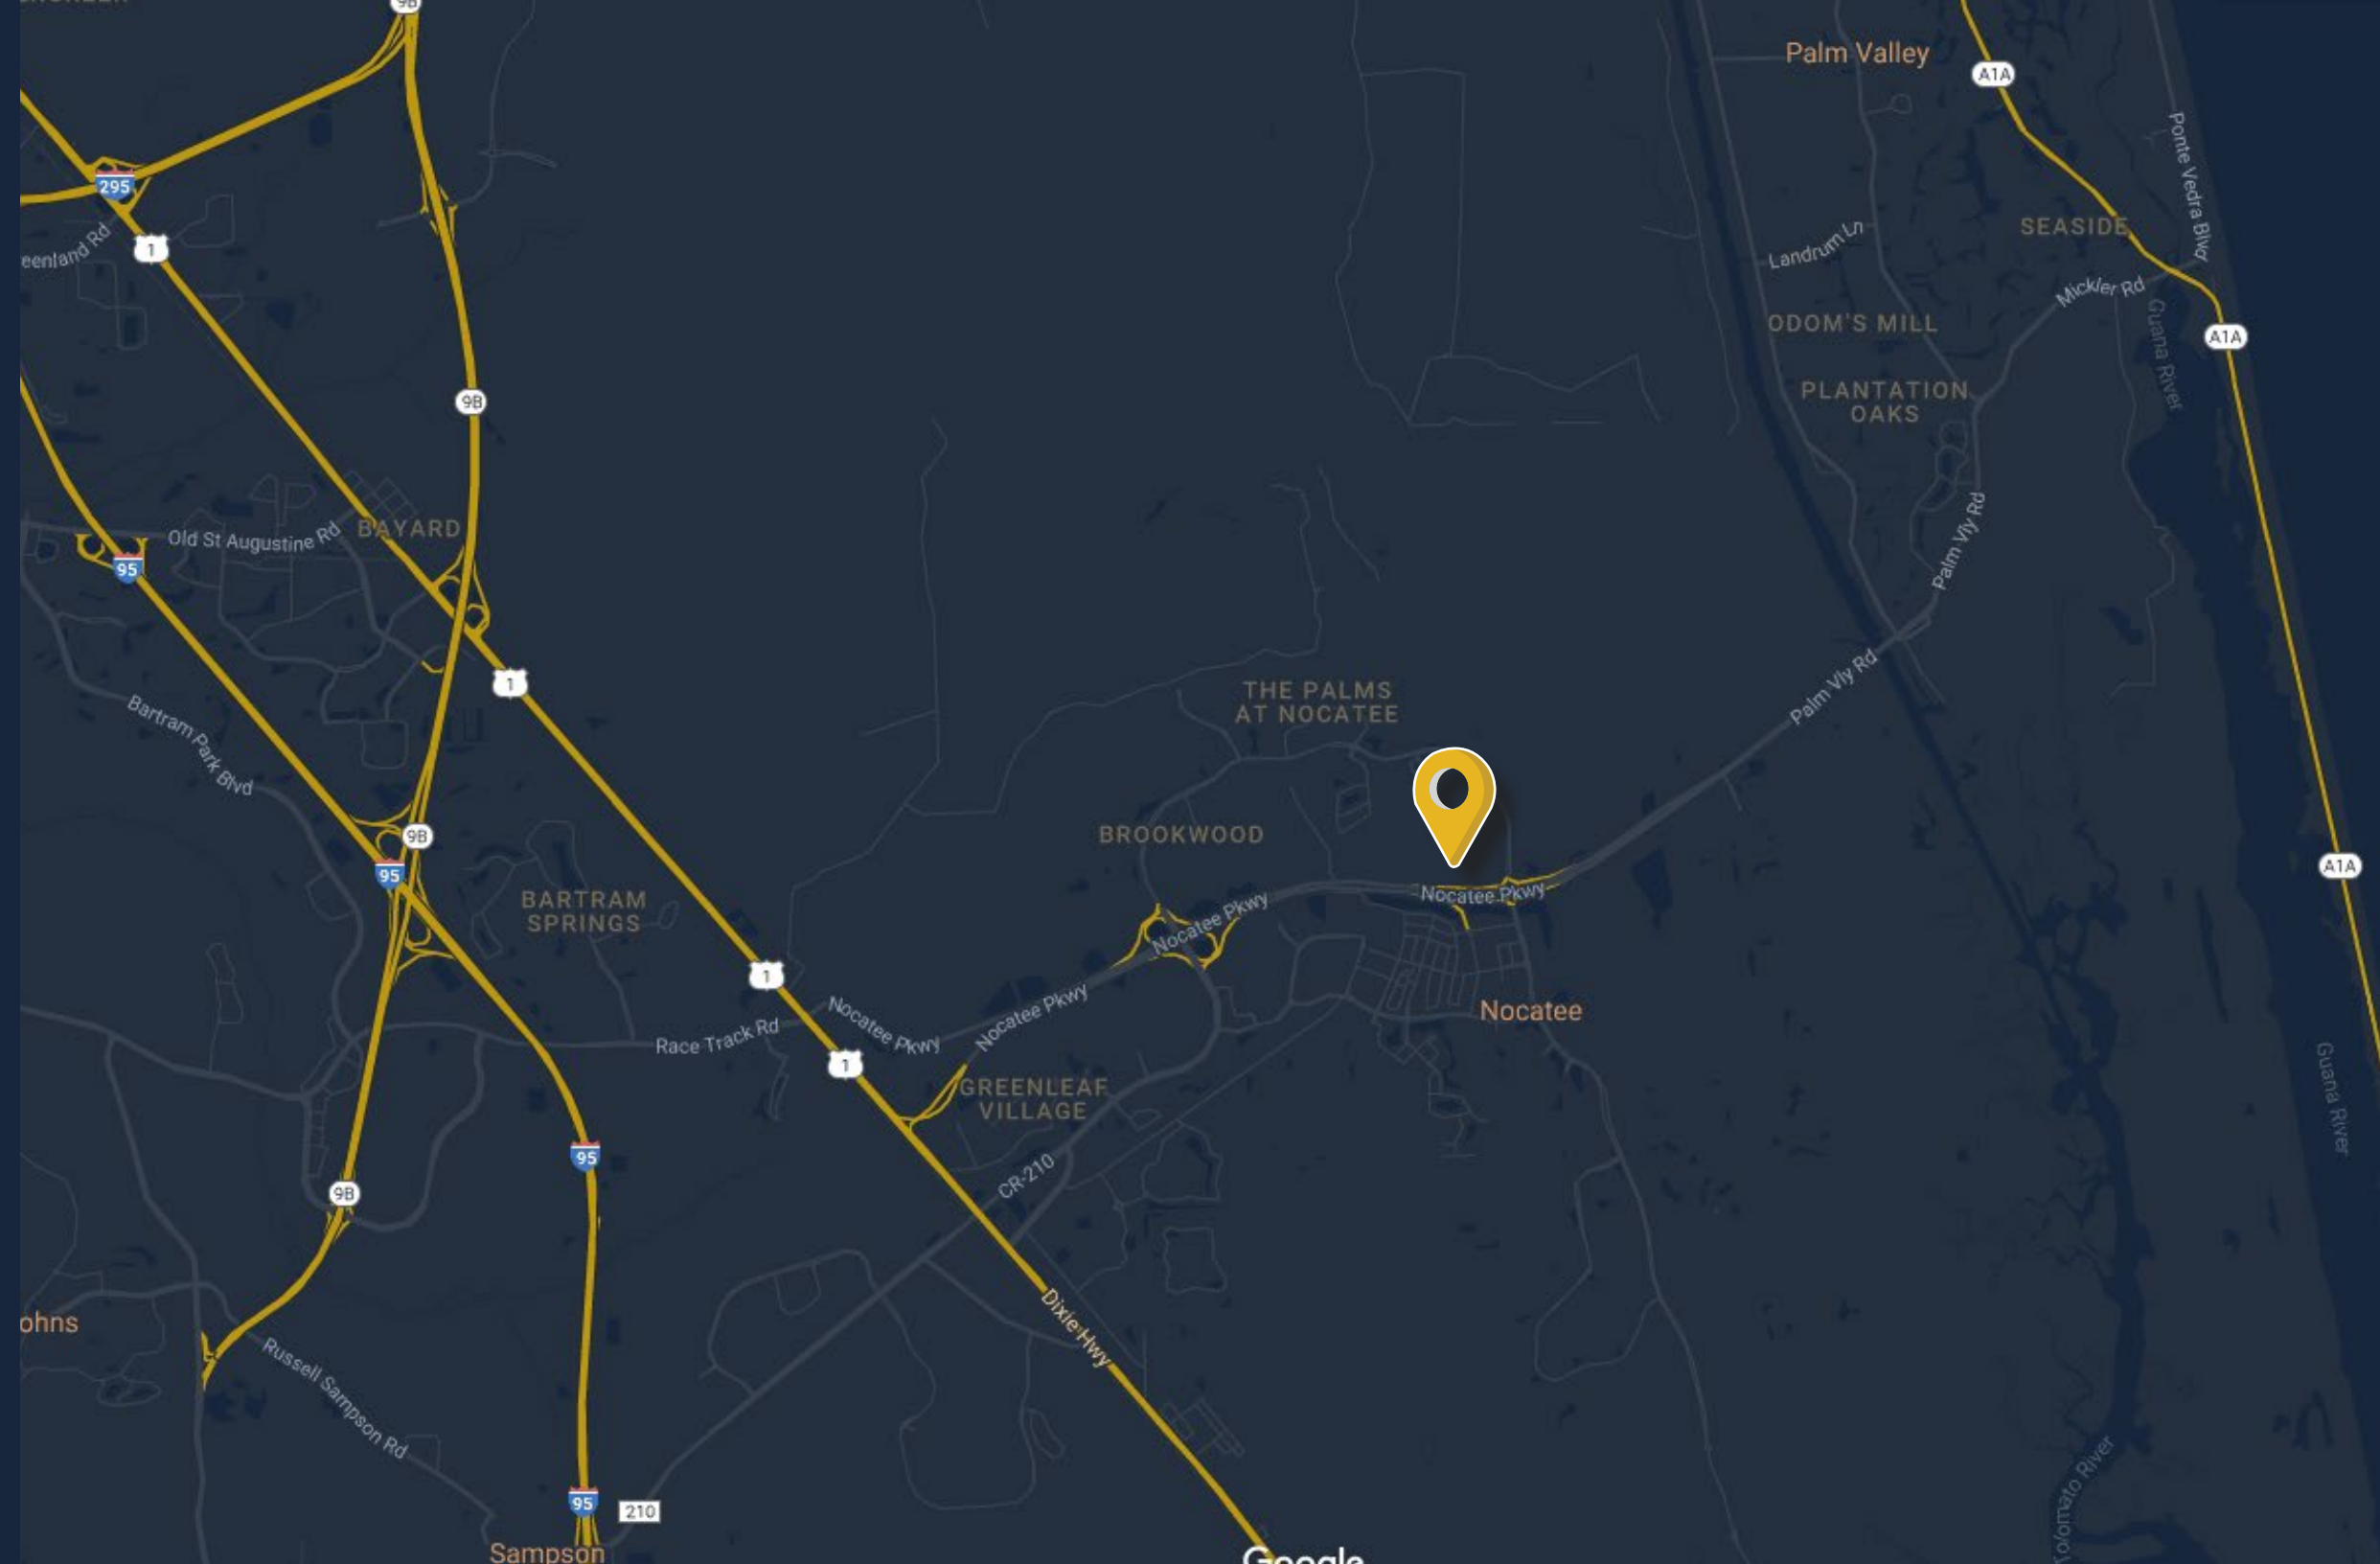 9B
Palm Valley
A1A
295
Ponte Vedra Blvd
1
SEASIDE
Landrum Ln
Mickler Rd
ODOM'S MILL
A1A
Guana River
PLANTATION
OAKS
9B
BAYARD
Old St Augustine Rd
95
Palm Vly Rd
1
THE PALMS
AT NOCATEE
Palm Vly Rd
Bartram Park Blvd
9B
BROOKWOOD
95
A1A
BARTRAM
SPRINGS
Nocatee Pkwy
Nocatee Pkwy
1
Nocatee
Nocatee Pkwy
Nocatee Pkwy
Race Track Rd
1
GREENLEAF
VILLAGE
Guana River
95
CR-210
9B
Dixie Hwy
ohns
Russell Sampson Rd
95
210
Tolomato River
Sampson
Google